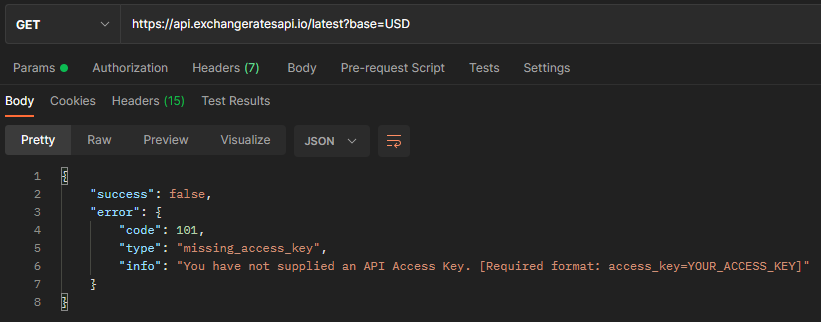 GET https://api.exchangeratesapi.io/latest?base=USD
Params Authorization Headers (7) Body Pre-request Script Tests Settings
Body Cookies Headers (15) Test Results
Pretty Raw Preview Visualize JSON
1 {
2 "success": false,
3 "error": {
4 "code": 101,
5 "type": "missing_access_key",
6 "info": "You have not supplied an API Access Key. [Required format: access_key=YOUR_ACCESS_KEY]"
7 }
8 }